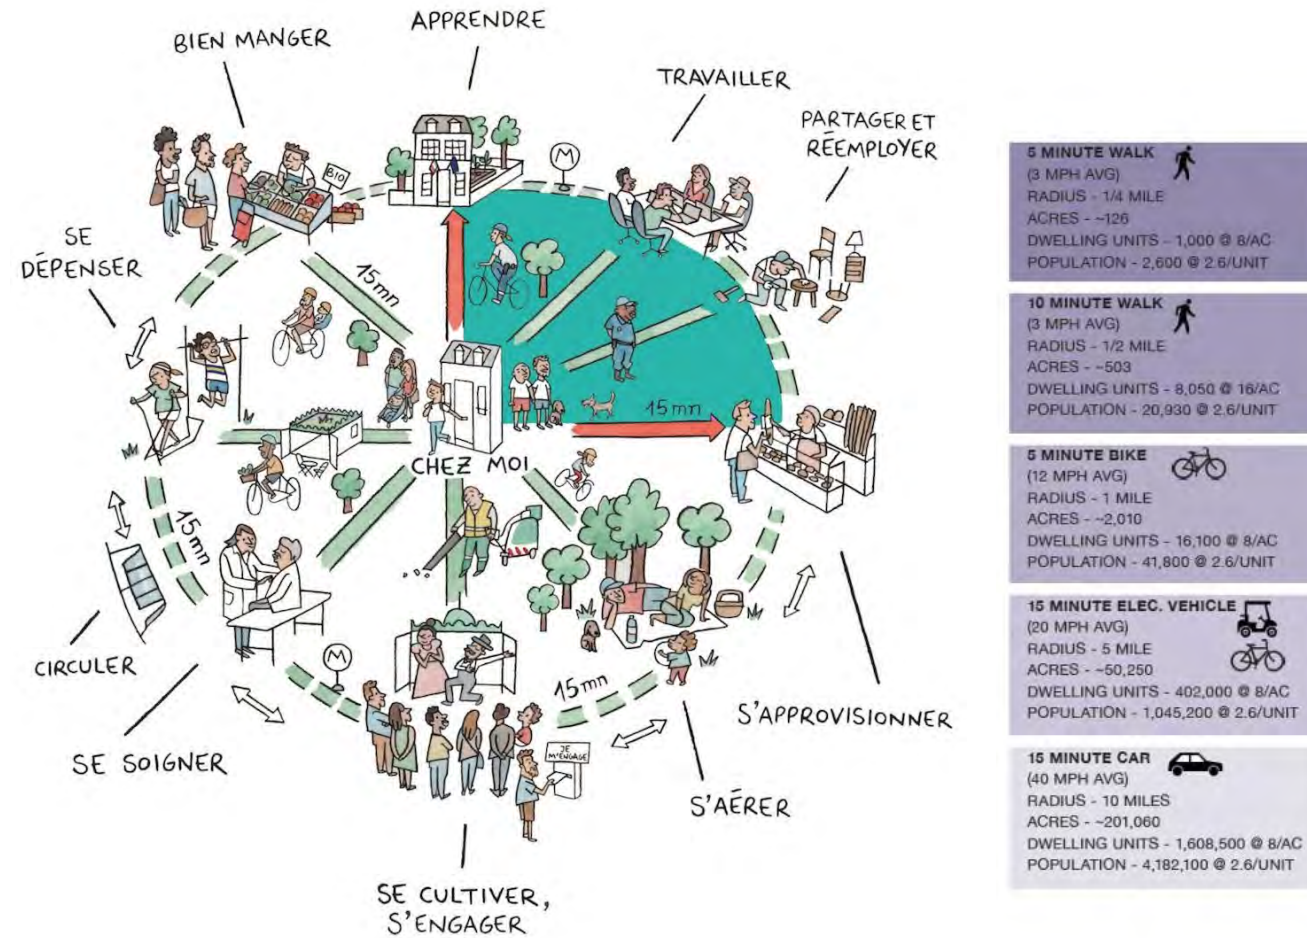 BIEN MANGER
APPRENDRE
TRAVAILLER
PARTAGER ET
RÉEMPLOYER
SE
DÉPENSER
BIO
M
15mn
15mn
CHEZ MOI
15mn
CIRCULER
M
15mn
SE SOIGNER
JE
M'ENGAGE
S'APPROVISIONNER
S'AÉRER
SE CULTIVER,
S'ENGAGER
5 MINUTE WALK
(3 MPH AVG)
RADIUS - 1/4 MILE
ACRES - ~126
DWELLING UNITS - 1,000 @ 8/AC
POPULATION - 2,600 @ 2.6/UNIT
10 MINUTE WALK
(3 MPH AVG)
RADIUS - 1/2 MILE
ACRES - ~503
DWELLING UNITS - 8,050 @ 16/AC
POPULATION - 20,930 @ 2.6/UNIT
5 MINUTE BIKE
(12 MPH AVG)
RADIUS - 1 MILE
ACRES - ~2,010
DWELLING UNITS - 16,100 @ 8/AC
POPULATION - 41,800 @ 2.6/UNIT
15 MINUTE ELEC. VEHICLE
(20 MPH AVG)
RADIUS - 5 MILE
ACRES - ~50,250
DWELLING UNITS - 402,000 @ 8/AC
POPULATION - 1,045,200 @ 2.6/UNIT
15 MINUTE CAR
(40 MPH AVG)
RADIUS - 10 MILES
ACRES - ~201,060
DWELLING UNITS - 1,608,500 @ 8/AC
POPULATION - 4,182,100 @ 2.6/UNIT